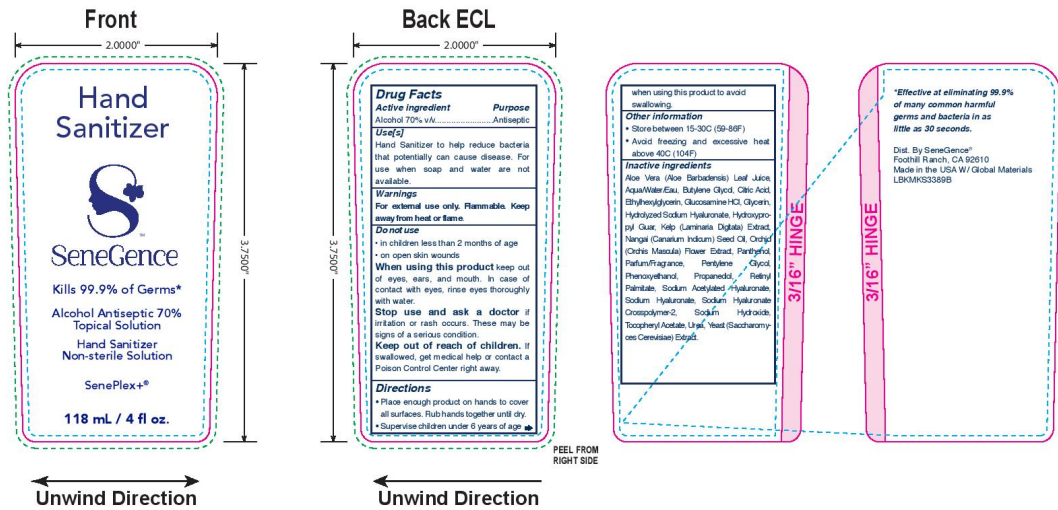 Front
2.0000"
Hand
Sanitizer
S
™
SeneGence
Kills 99.9% of Germs*
Alcohol Antiseptic 70%
Topical Solution
Hand Sanitizer
Non-sterile Solution
SenePlex+®
118 mL / 4 fl oz.
3.7500"
Unwind Direction
Back ECL
2.0000"
3.7500"
Drug Facts
Active ingredient Purpose
Alcohol 70% v/v........................Antiseptic
Use[s]
Hand Sanitizer to help reduce bacteria
that potentially can cause disease. For
use when soap and water are not
available.
Warnings
For external use only. Flammable. Keep
away from heat or flame.
Do not use
• in children less than 2 months of age
• on open skin wounds
When using this product keep out
of eyes, ears, and mouth. In case of
contact with eyes, rinse eyes thoroughly
with water.
Stop use and ask a doctor if
irritation or rash occurs. These may be
signs of a serious condition.
Keep out of reach of children. If
swallowed, get medical help or contact a
Poison Control Center right away.
Directions
• Place enough product on hands to cover
all surfaces. Rub hands together until dry.
• Supervise children under 6 years of age
PEEL FROM
RIGHT SIDE
Unwind Direction
when using this product to avoid
swallowing.
Other information
• Store between 15-30C (59-86F)
• Avoid freezing and excessive heat
above 40C (104F)
Inactive ingredients
Aloe Vera (Aloe Barbadensis) Leaf Juice,
Aqua/Water/Eau, Butylene Glycol, Citric Acid,
Ethylhexylglycerin, Glucosamine HCl, Glycerin,
Hydrolyzed Sodium Hyaluronate, Hydroxypro-
pyl Guar, Kelp (Laminaria Digitata) Extract,
Nangai (Canarium Indicum) Seed Oil, Orchid
(Orchis Mascula) Flower Extract, Panthenol,
Parfum/Fragrance, Pentylene Glycol,
Phenoxyethanol, Propanediol, Retinyl
Palmitate, Sodium Acetylated Hyaluronate,
Sodium Hyaluronate, Sodium Hyaluronate
Crosspolymer-2, Sodium Hydroxide,
Tocopheryl Acetate, Urea, Yeast (Saccharomy-
ces Cerevisiae) Extract.
3/16" HINGE
3/16" HINGE
*Effective at eliminating 99.9%
of many common harmful
germs and bacteria in as
little as 30 seconds.
Dist. By SeneGence®
Foothill Ranch, CA 92610
Made in the USA W/ Global Materials
LBKMKS3389B